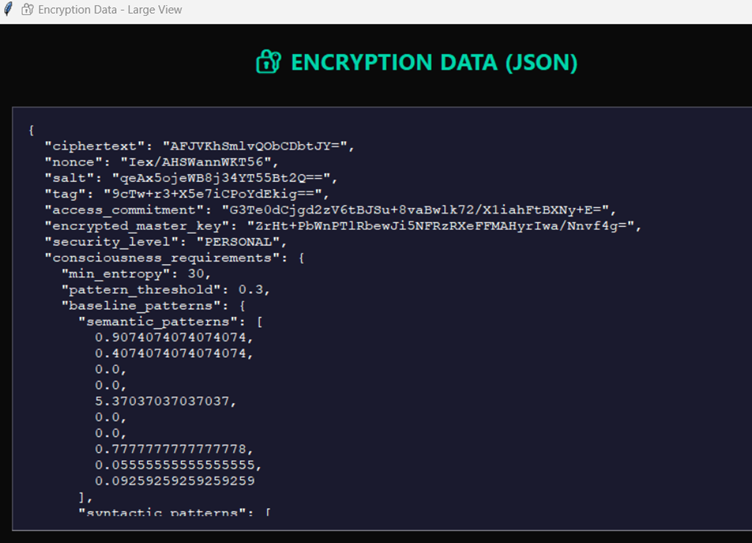 Encryption Data - Large View
ENCRYPTION DATA (JSON)
{
"ciphertext": "AFJVKhSmlvQObCDbtJY=",
"nonce": "Iex/AHSWannWKT56",
"salt": "qeAx5ojeWB8j34YT55Bt2Q==",
"tag": "9cTw+r3+X5e7iCPoYdEkig==",
"access_commitment": "G3Te0dCjgd2zV6tBJSu+8vaBwlk72/X1iahFtBXNy+E=",
"encrypted_master_key": "ZrHt+PbWnPTlRbewJi5NFRzRXeFFMAHyrIwa/Nnvf4g=",
"security_level": "PERSONAL",
"consciousness_requirements": {
"min_entropy": 30,
"pattern_threshold": 0.3,
"baseline_patterns": {
"semantic_patterns": [
0.9074074074074074,
0.4074074074074074,
0.0,
0.0,
5.37037037037037,
0.0,
0.0,
0.7777777777777778,
0.05555555555555555,
0.09259259259259259
],
"syntactic_patterns": [